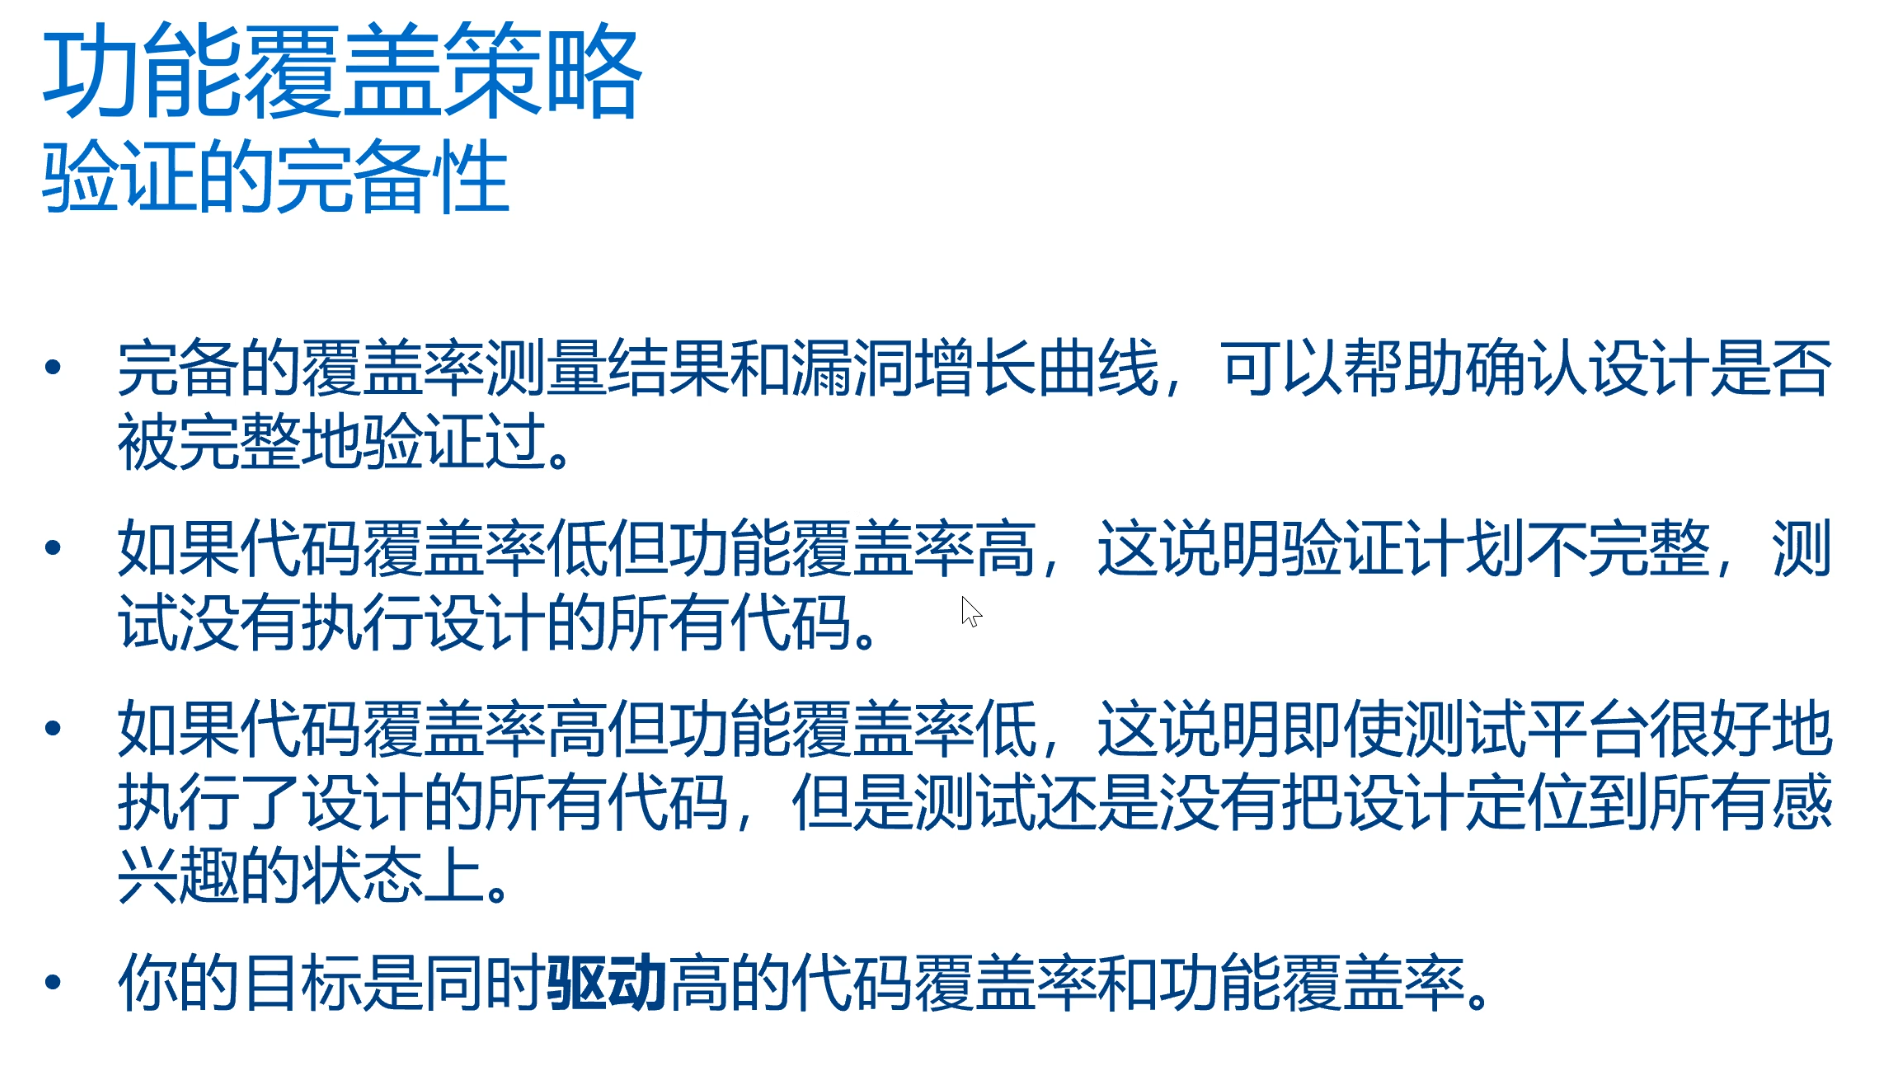 功能覆盖策略
验证的完备性
• 完备的覆盖率测量结果和漏洞增长曲线，可以帮助确认设计是否
被完整地验证过。
• 如果代码覆盖率低但功能覆盖率高，这说明验证计划不完整，测
试没有执行设计的所有代码。
• 如果代码覆盖率高但功能覆盖率低，这说明即使测试平台很好地
执行了设计的所有代码，但是测试还是没有把设计定位到所有感
兴趣的状态上。
• 你的目标是同时驱动高的代码覆盖率和功能覆盖率。